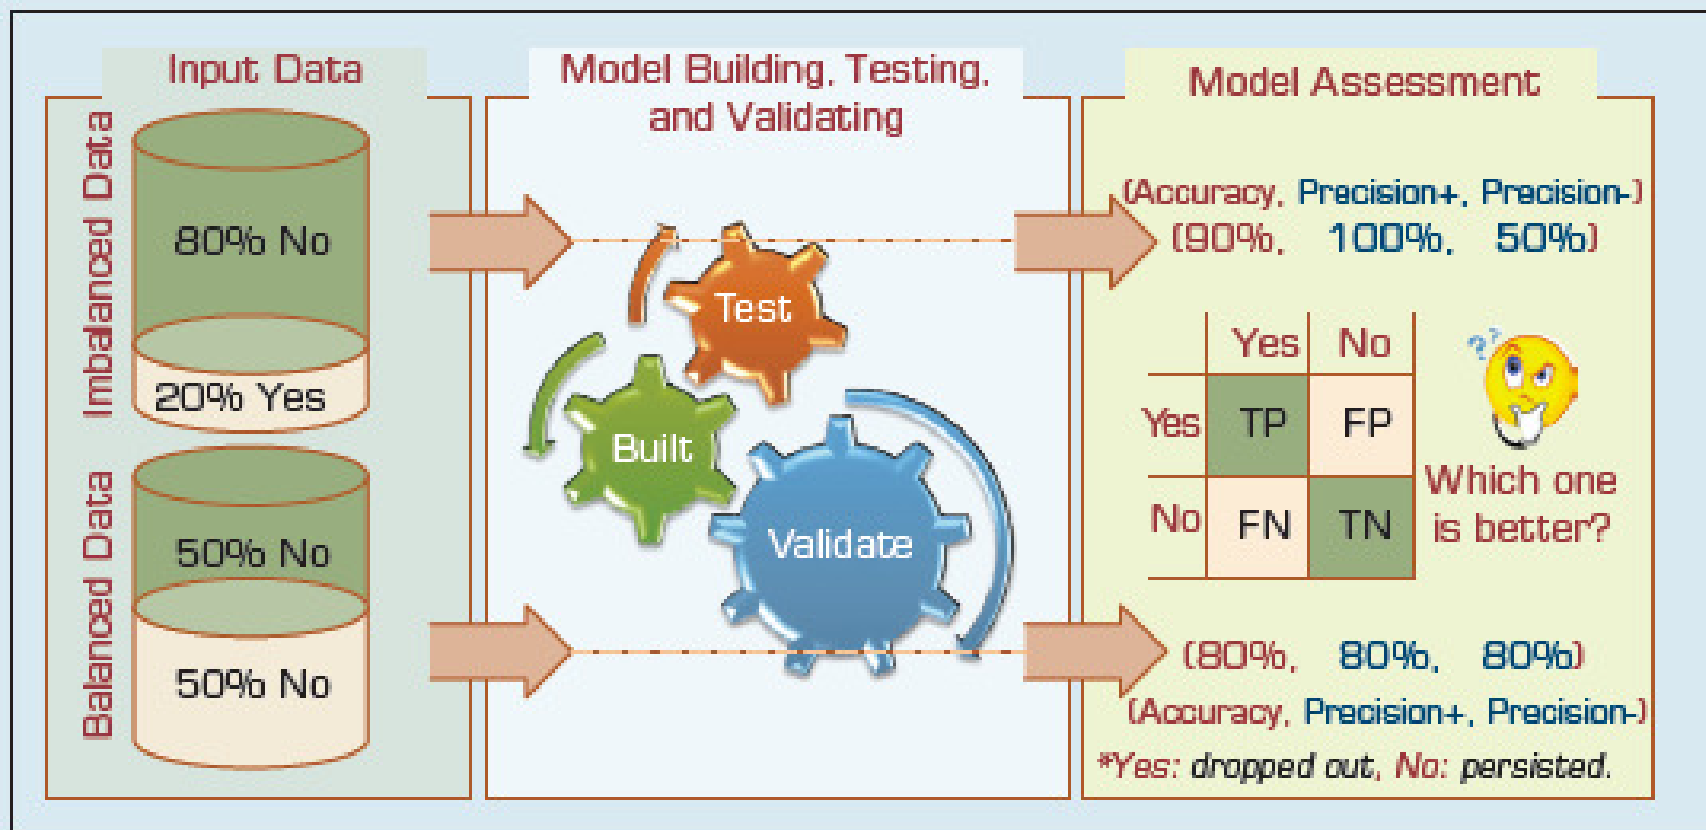 Input Data
Imbalanced Data
80% No
20% Yes
Balanced Data
50% No
50% No
Model Building, Testing,
and Validating
Test
Built
Validate
Model Assessment
(Accuracy, Precision+, Precision-)
(90%, 100%, 50%)
Yes No
Yes TP FP
No FN TN
??
Which one
is better?
(80%, 80%, 80%)
(Accuracy, Precision+, Precision-)
*Yes: dropped out, No: persisted.